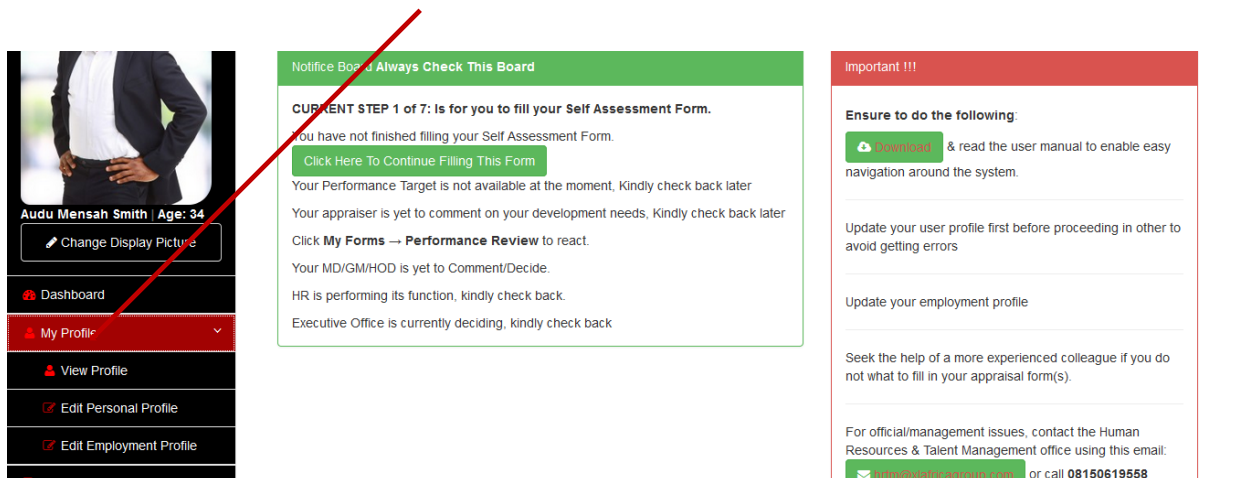 Audu Mensah Smith | Age: 34
Change Display Picture
Dashboard
My Profile
View Profile
Edit Personal Profile
Edit Employment Profile
Notifice Board Always Check This Board
CURRENT STEP 1 of 7: Is for you to fill your Self Assessment Form.
You have not finished filling your Self Assessment Form.
Click Here To Continue Filling This Form
Your Performance Target is not available at the moment, Kindly check back later
Your appraiser is yet to comment on your development needs, Kindly check back later
Click My Forms → Performance Review to react.
Your MD/GM/HOD is yet to Comment/Decide.
HR is performing its function, kindly check back.
Executive Office is currently deciding, kindly check back
Important !!!
Ensure to do the following:
Download & read the user manual to enable easy
navigation around the system.
Update your user profile first before proceeding in other to
avoid getting errors
Update your employment profile
Seek the help of a more experienced colleague if you do
not what to fill in your appraisal form(s).
For official/management issues, contact the Human
Resources & Talent Management office using this email:
or call 08150619558